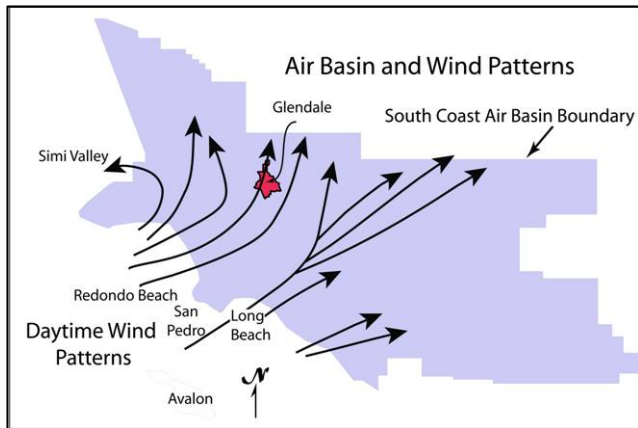 Air Basin and Wind Patterns
Glendale
South Coast Air Basin Boundary
Simi Valley
Redondo Beach
San
Pedro
Long
Beach
Daytime Wind
Patterns
Avalon
N